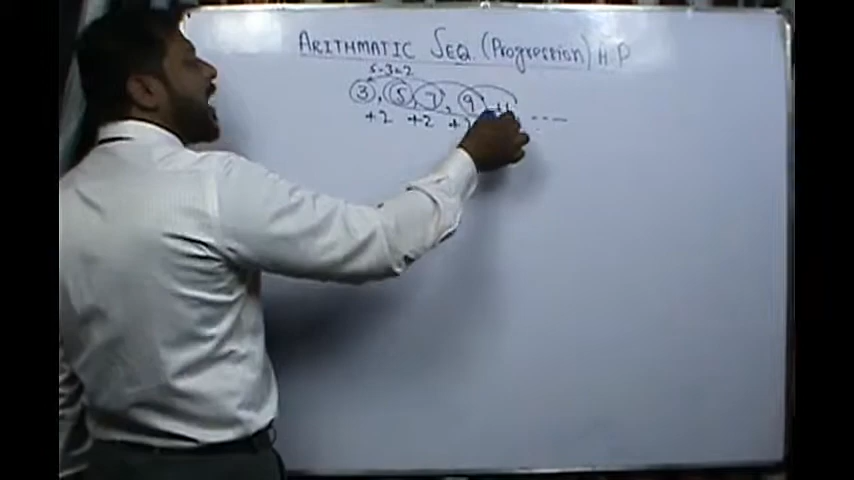 ARITHMATIC SEQ. (Progression) A.P
5-3=2
3, 5, 7, 9, 11 -----
+2 +2 +2